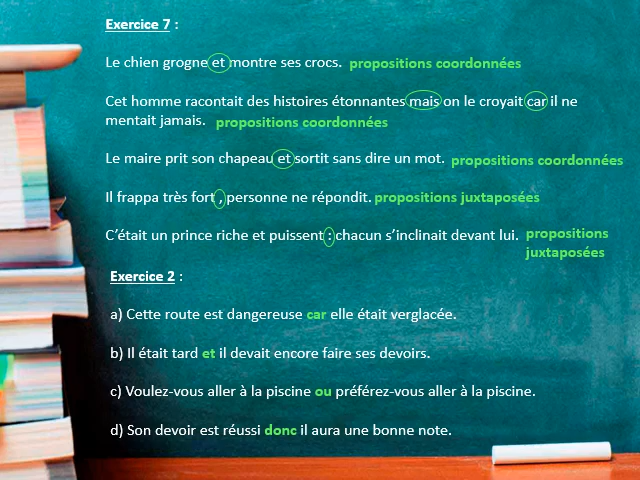 Exercice 7 :
Le chien grogne et montre ses crocs. propositions coordonnées
Cet homme racontait des histoires étonnantes mais on le croyait car il ne
mentait jamais. propositions coordonnées
Le maire prit son chapeau et sortit sans dire un mot. propositions coordonnées
Il frappa très fort , personne ne répondit. propositions juxtaposées
C’était un prince riche et puissent : chacun s’inclinait devant lui. propositions
juxtaposées
Exercice 2 :
a) Cette route est dangereuse car elle était verglacée.
b) Il était tard et il devait encore faire ses devoirs.
c) Voulez-vous aller à la piscine ou préférez-vous aller à la piscine.
d) Son devoir est réussi donc il aura une bonne note.